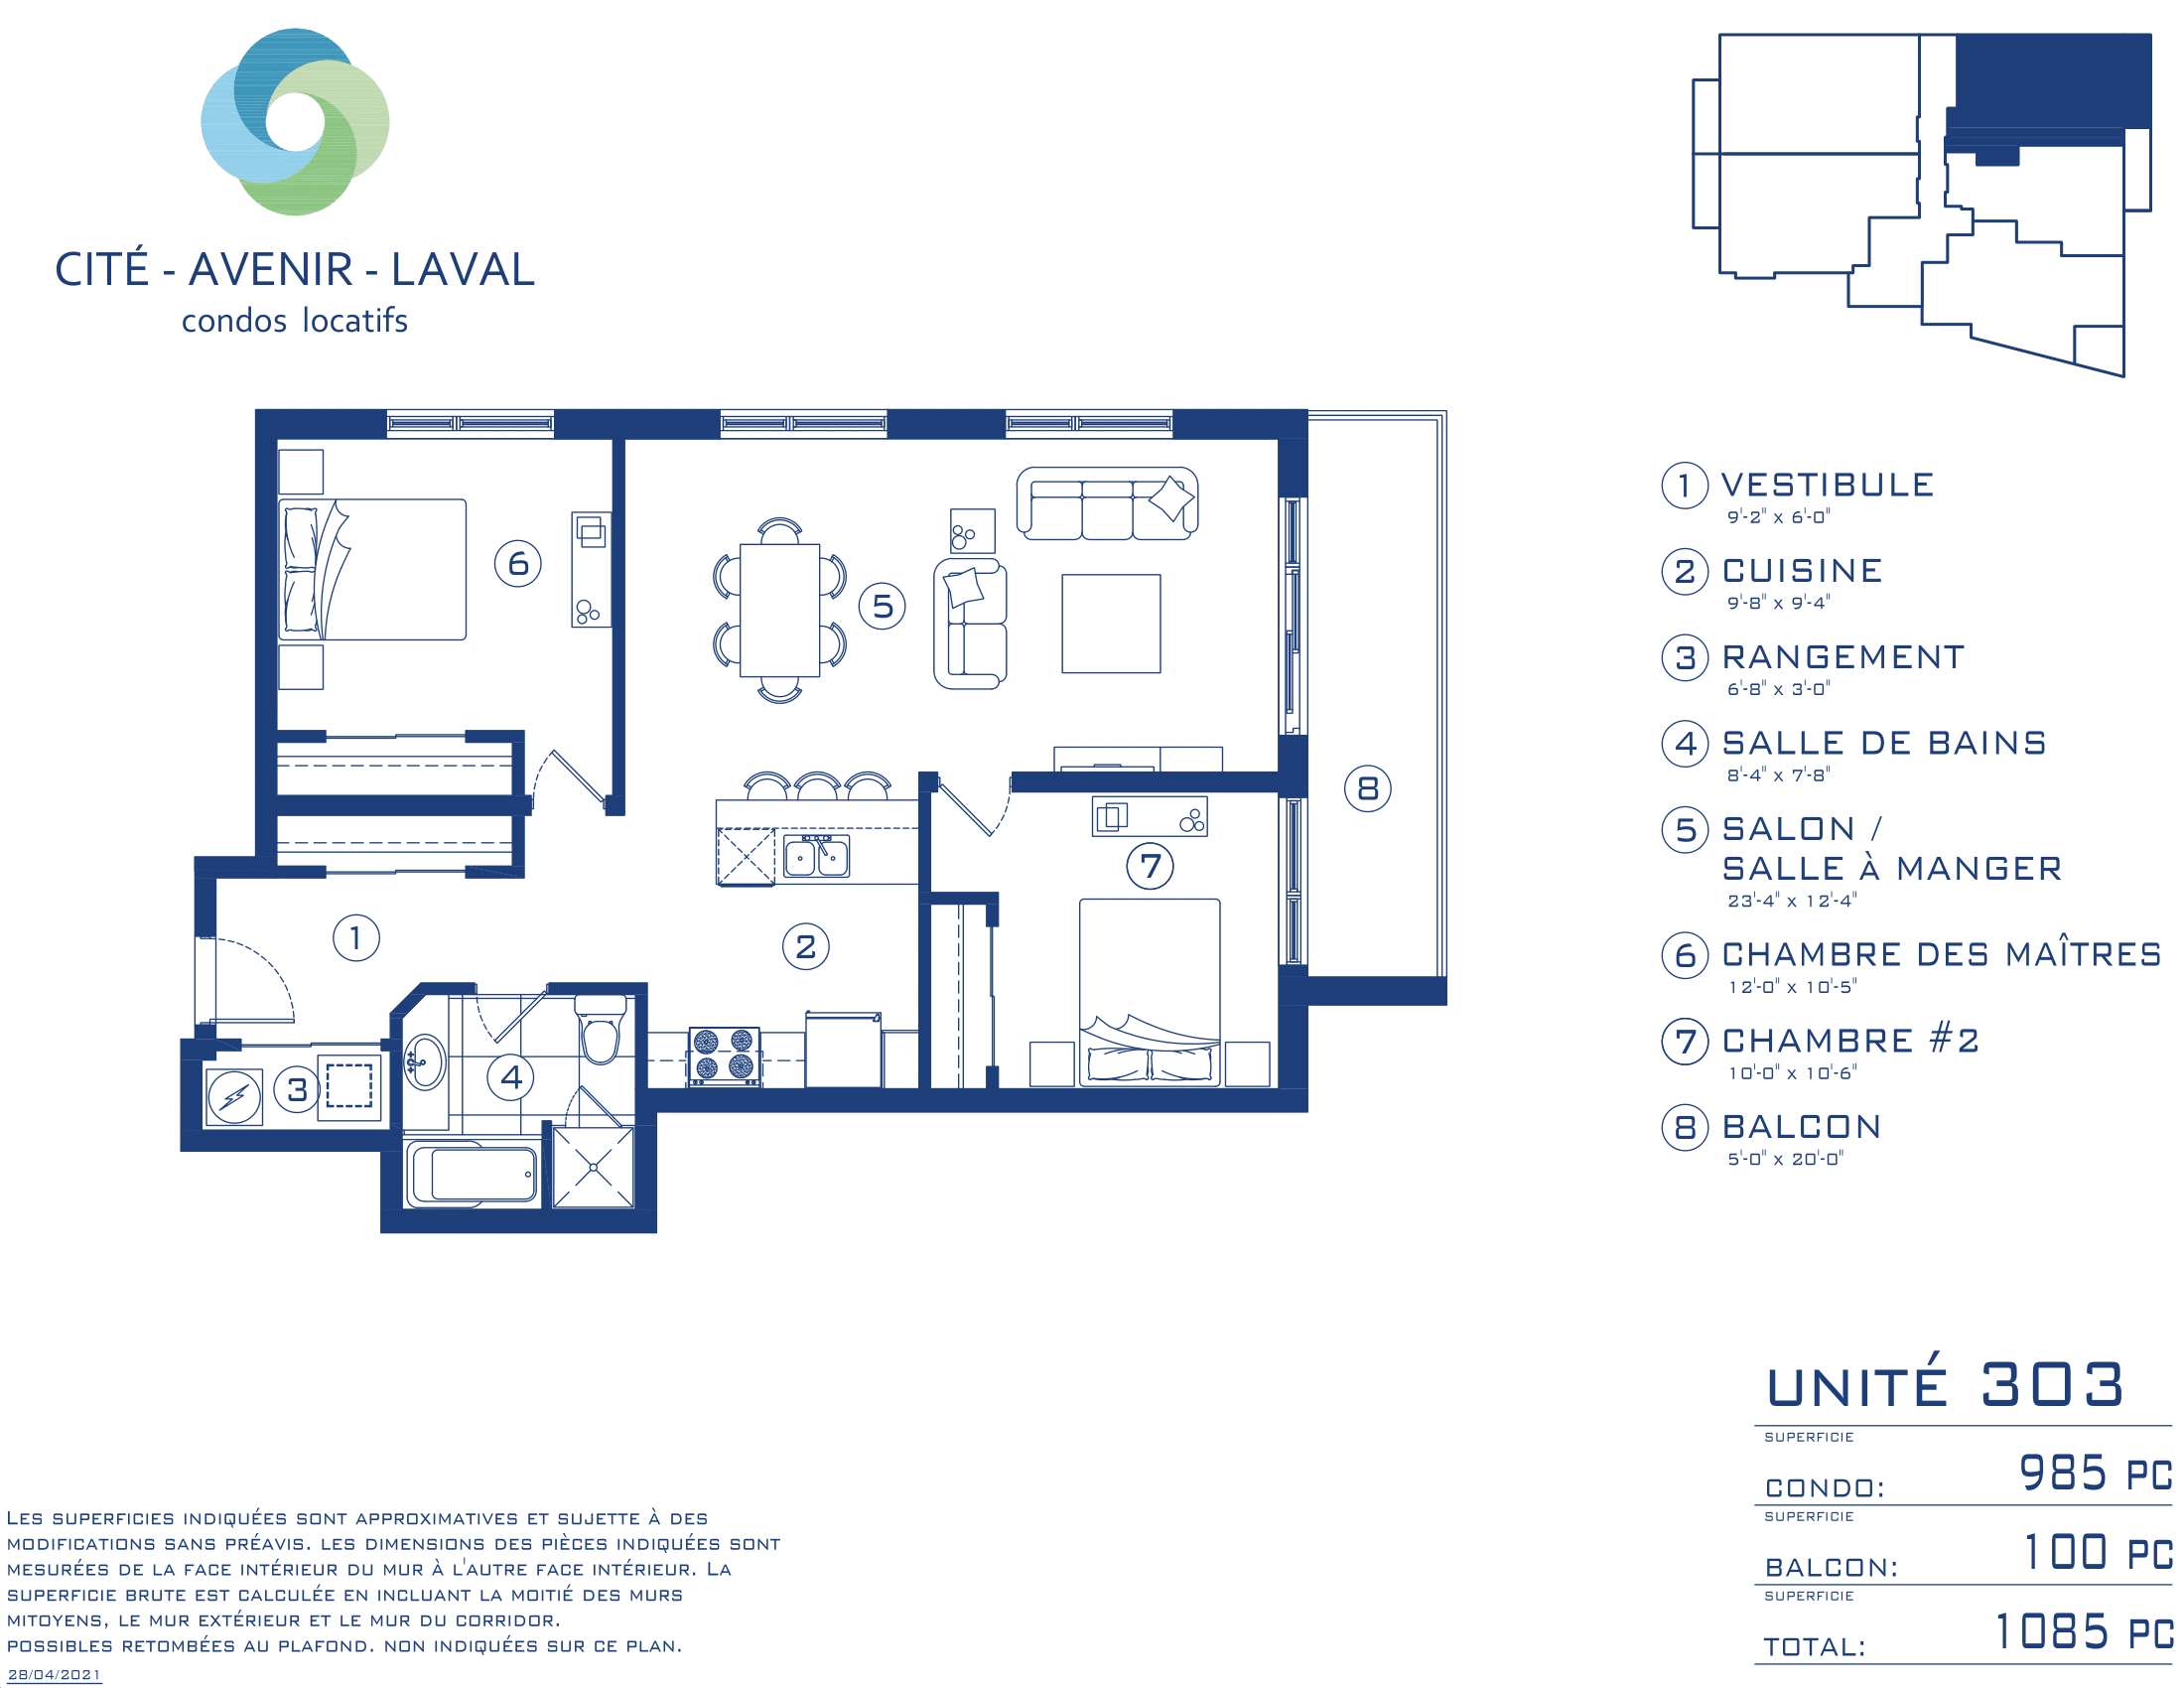 CITÉ - AVENIR - LAVAL
condos locatifs
1 VESTIBULE
9'-2" x 6'-0"
2 CUISINE
9'-8" x 9'-4"
3 RANGEMENT
6'-8" x 3'-0"
4 SALLE DE BAINS
8'-4" x 7'-8"
5 SALON /
SALLE À MANGER
23'-4" x 12'-4"
6 CHAMBRE DES MAÎTRES
12'-0" x 10'-5"
7 CHAMBRE #2
10'-0" x 10'-6"
8 BALCON
5'-0" x 20'-0"
6
5
8
7
1
2
4
3
UNITÉ 303
SUPERFICIE
CONDO: 985 PC
SUPERFICIE
BALCON: 100 PC
SUPERFICIE
TOTAL: 1085 PC
LES SUPERFICIES INDIQUÉES SONT APPROXIMATIVES ET SUJETTE À DES
MODIFICATIONS SANS PRÉAVIS. LES DIMENSIONS DES PIÈCES INDIQUÉES SONT
MESURÉES DE LA FACE INTÉRIEUR DU MUR À L'AUTRE FACE INTÉRIEUR. LA
SUPERFICIE BRUTE EST CALCULÉE EN INCLUANT LA MOITIÉ DES MURS
MITOYENS, LE MUR EXTÉRIEUR ET LE MUR DU CORRIDOR.
POSSIBLES RETOMBÉES AU PLAFOND. NON INDIQUÉES SUR CE PLAN.
28/04/2021